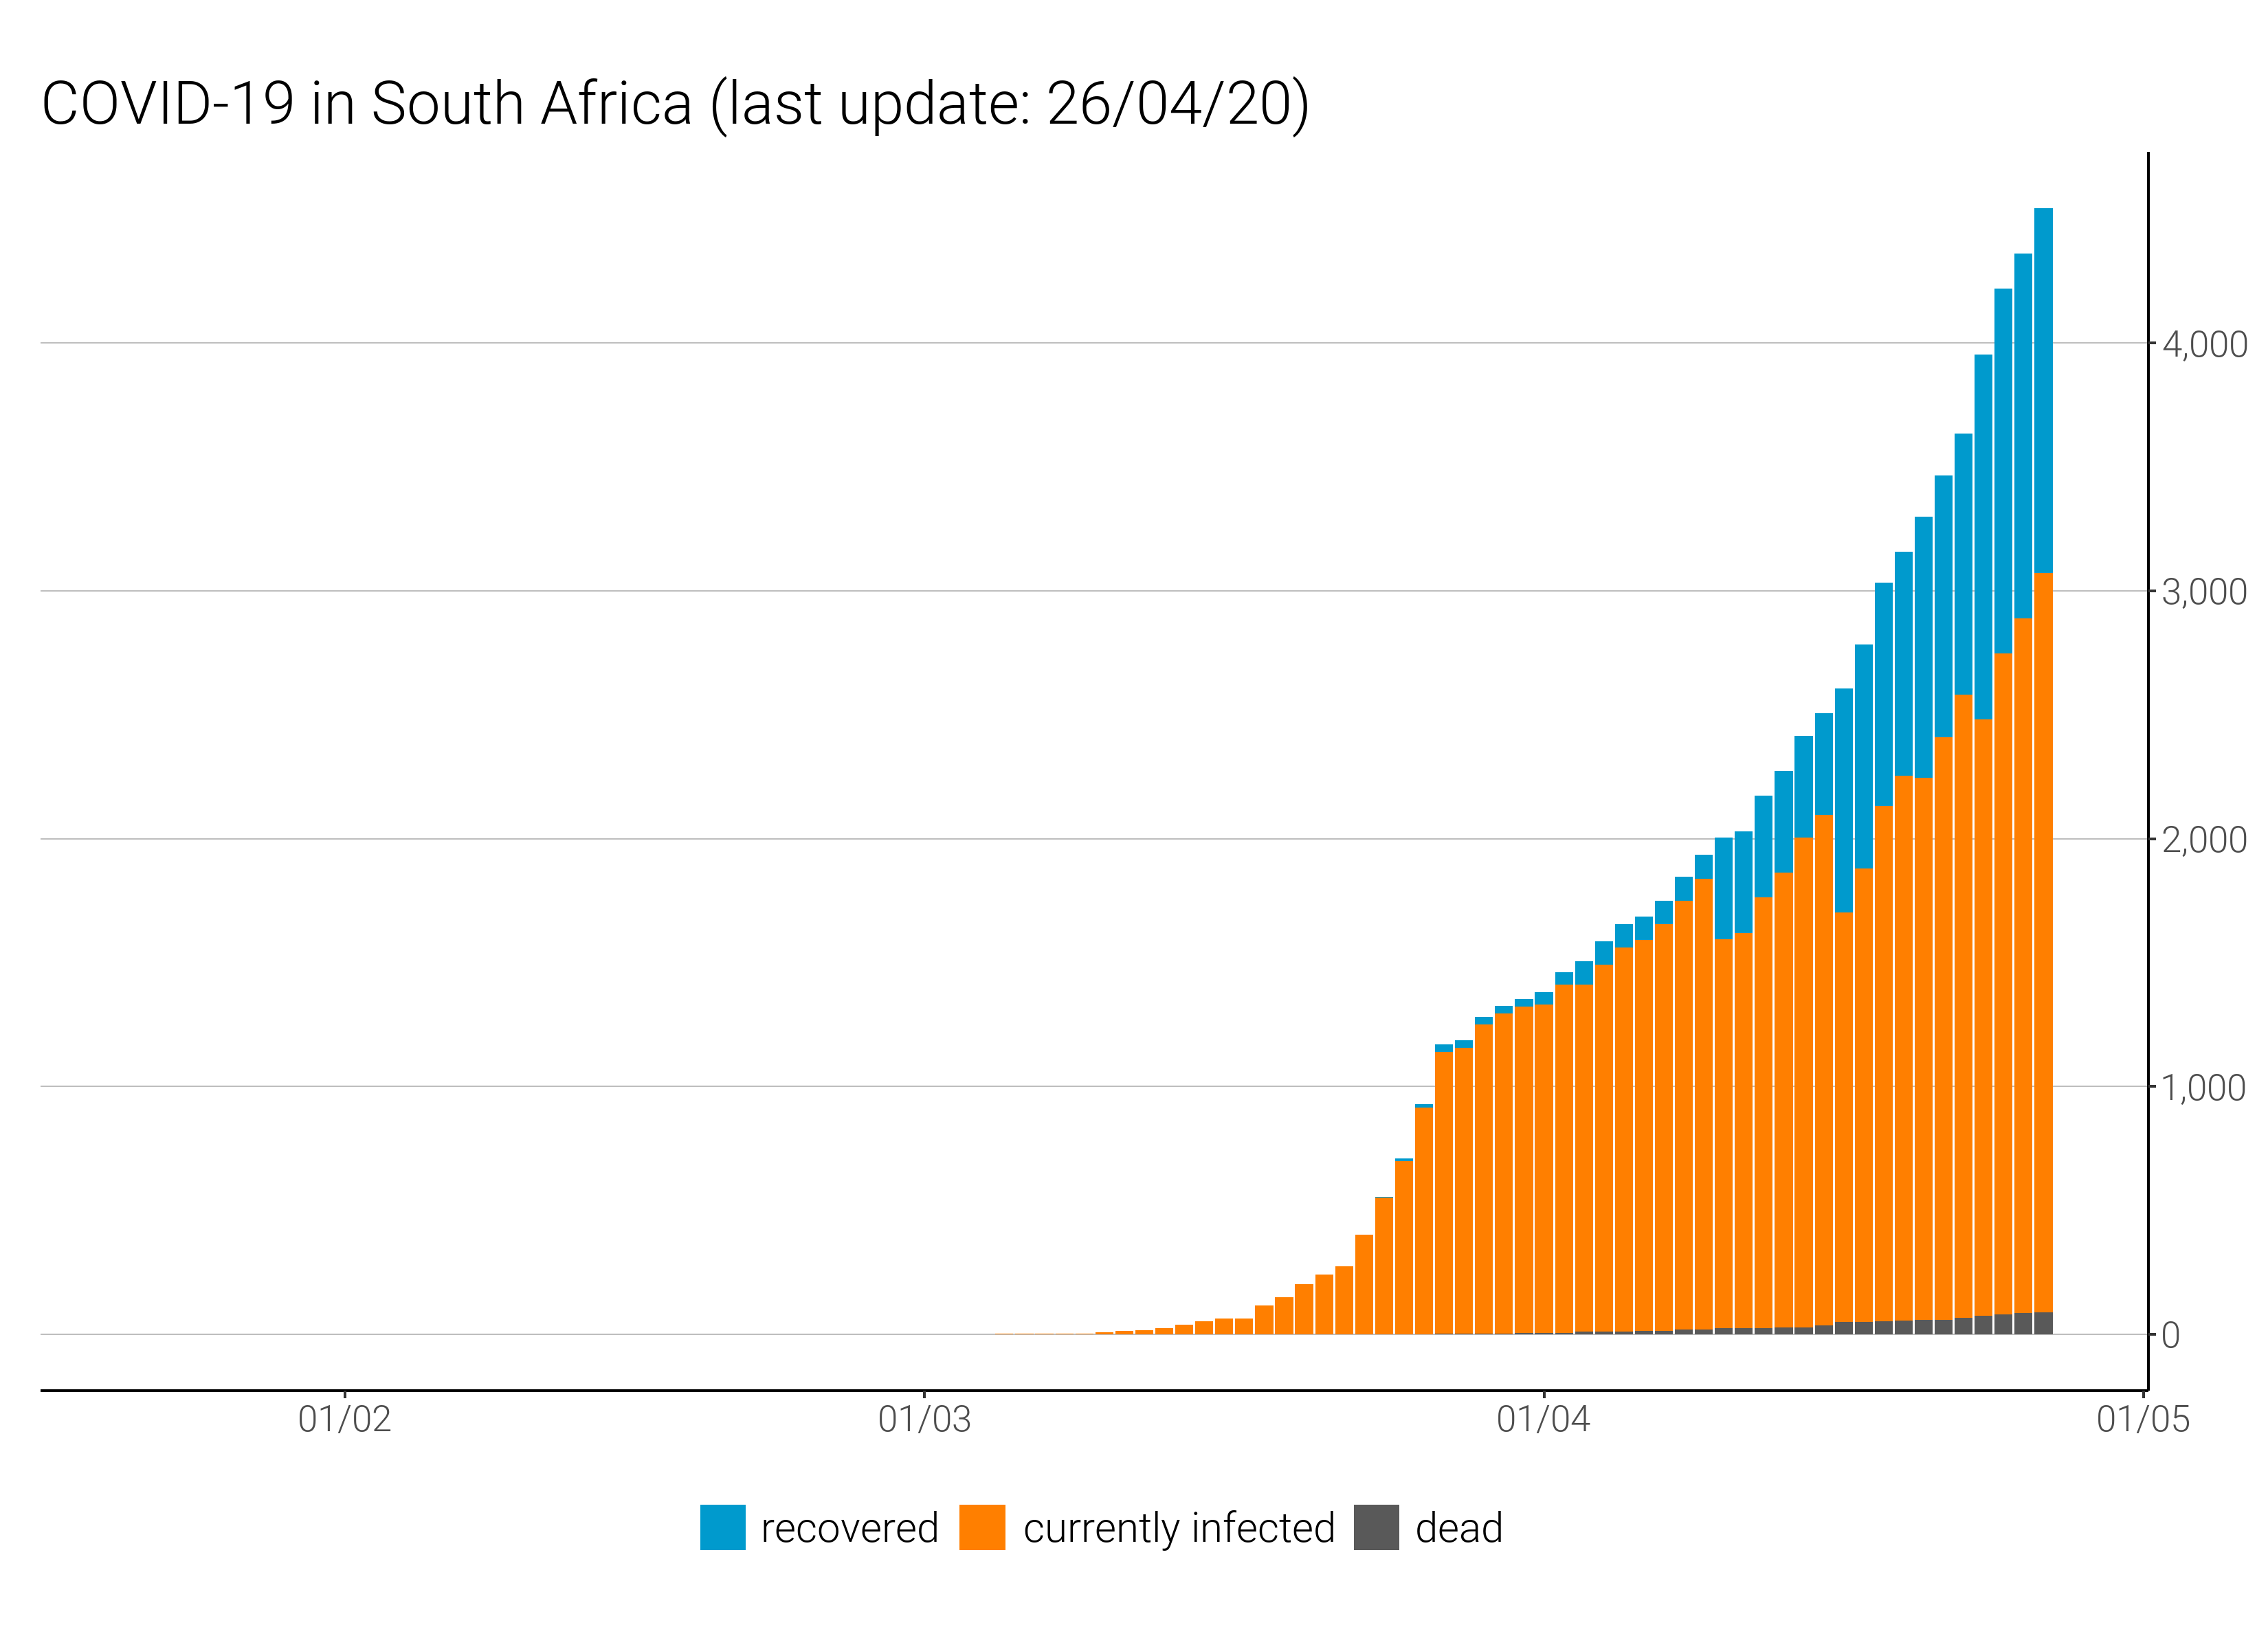 COVID-19 in South Africa (last update: 26/04/20)
4,000
3,000
2,000
1,000
0
01/02 01/03 01/04 01/05
recovered currently infected dead